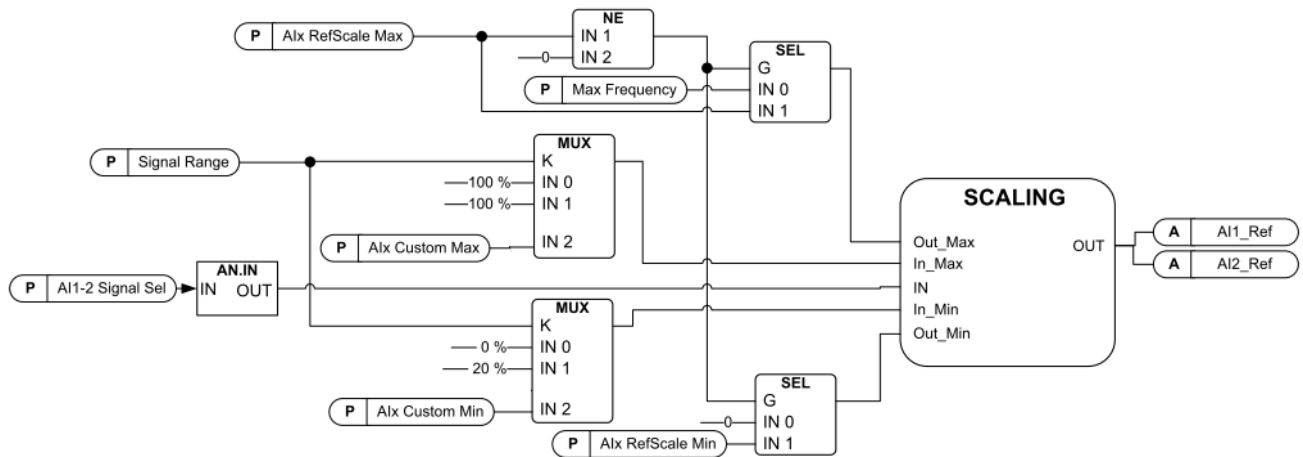 NE
P AIx RefScale Max
IN 1
0 IN 2
SEL
G
P Max Frequency
IN 0
IN 1
MUX
P Signal Range
K
100 % IN 0
100 % IN 1
P AIx Custom Max
IN 2
SCALING
Out_Max
OUT
In_Max
IN
In_Min
Out_Min
A AI1_Ref
A AI2_Ref
AN.IN
P AI1-2 Signal Sel
IN OUT
MUX
K
0 % IN 0
20 % IN 1
P AIx Custom Min
IN 2
SEL
G
0 IN 0
P AIx RefScale Min
IN 1